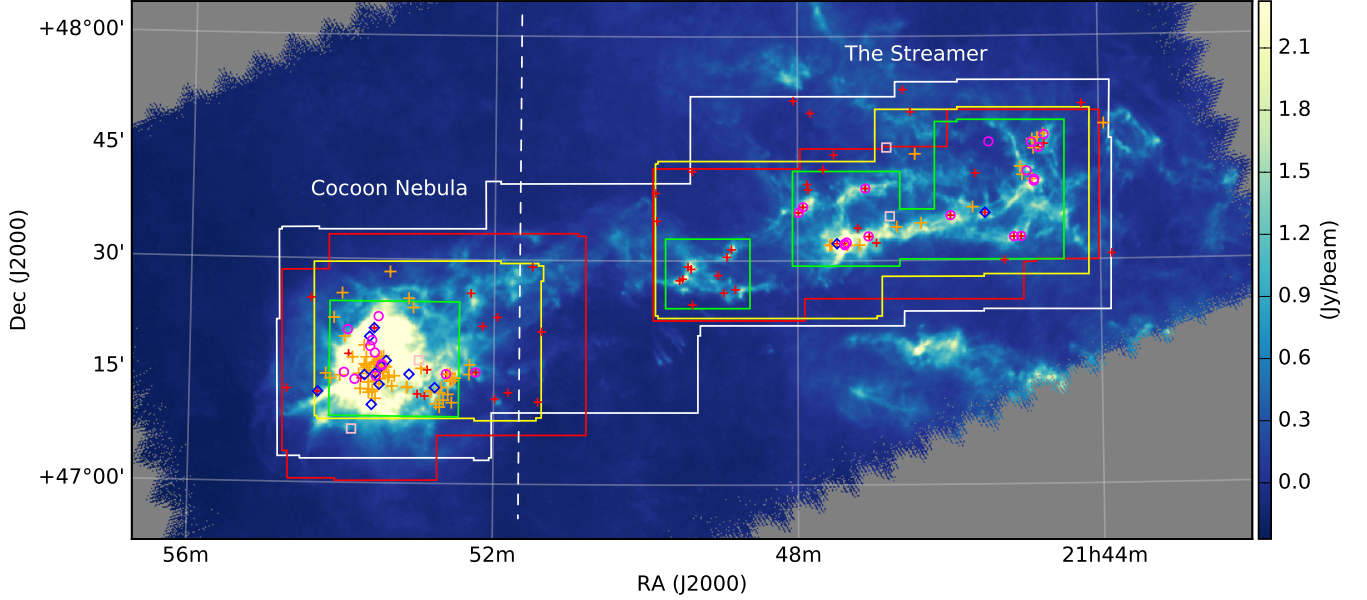 +48°00'
45'
30'
15'
+47°00'
Dec (J2000)
The Streamer
Cocoon Nebula
56m
52m
48m
21h44m
RA (J2000)
2.1
1.8
1.5
1.2
0.9
0.6
0.3
0.0
(Jy/beam)